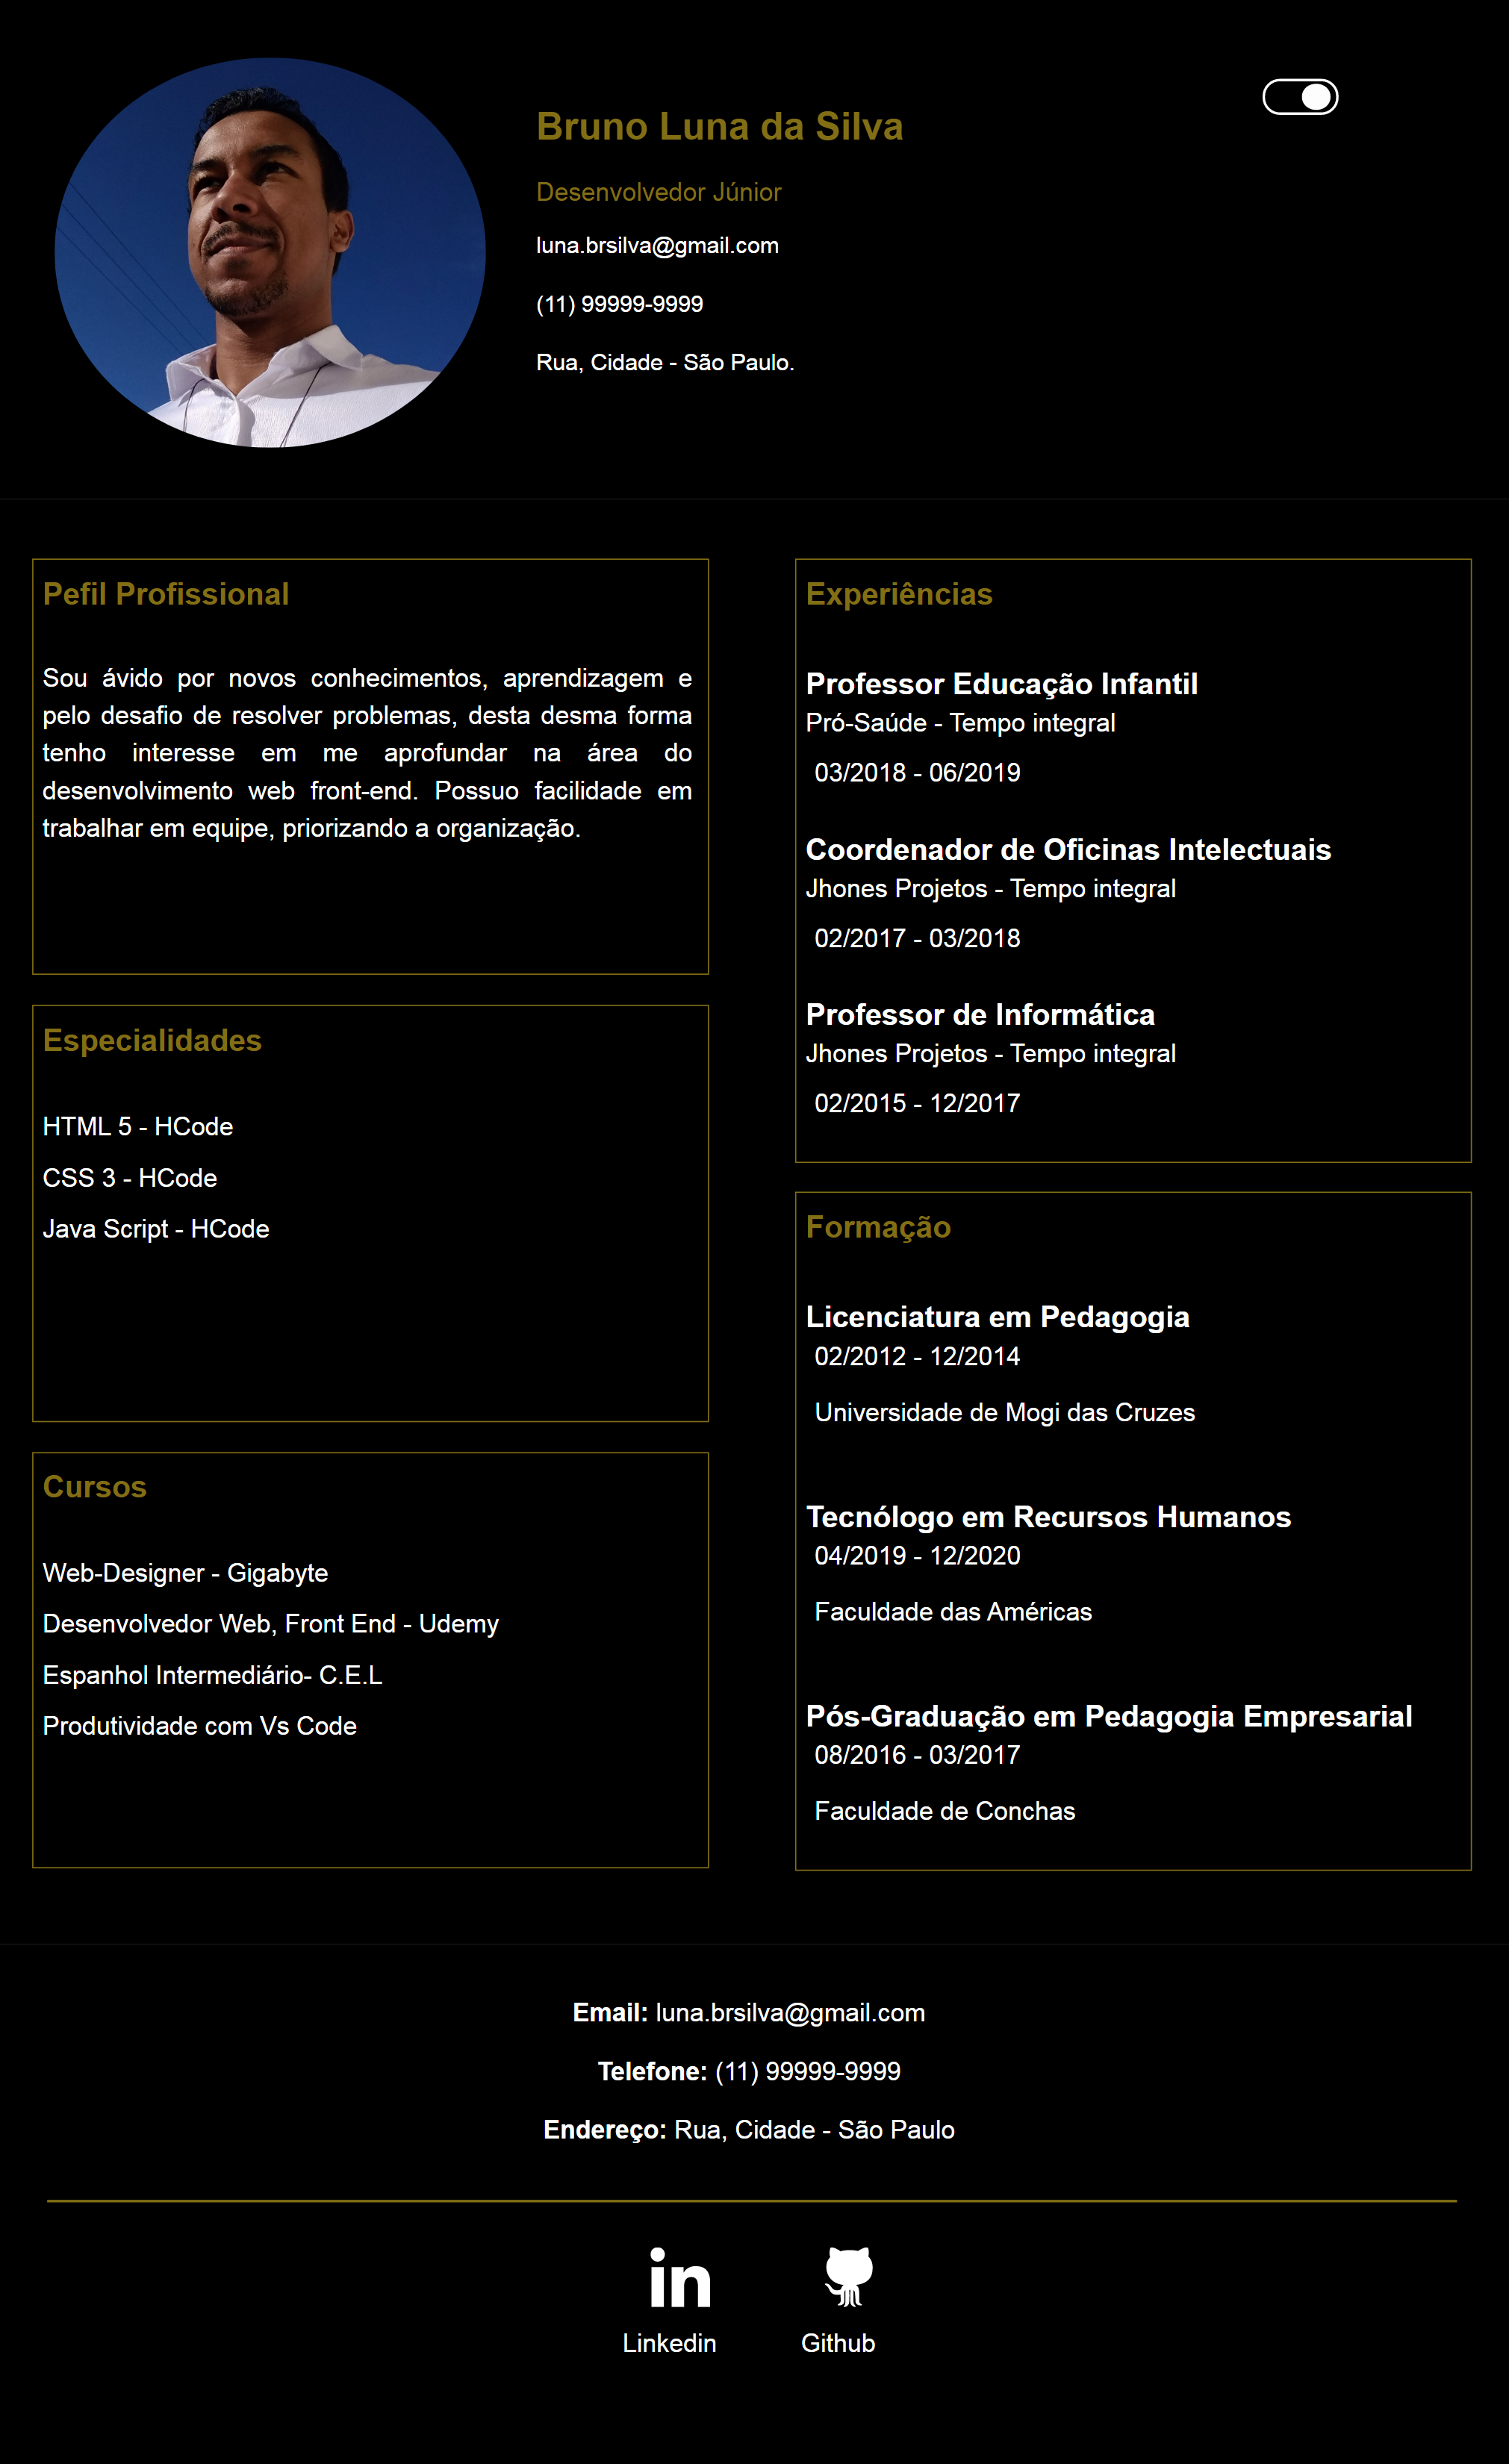 Bruno Luna da Silva
Desenvolvedor Júnior
luna.brsilva@gmail.com
(11) 99999-9999
Rua, Cidade - São Paulo.
Pefil Profissional
Sou ávido por novos conhecimentos, aprendizagem e
pelo desafio de resolver problemas, desta desma forma
tenho interesse em me aprofundar na área do
desenvolvimento web front-end. Possuo facilidade em
trabalhar em equipe, priorizando a organização.
Especialidades
HTML 5 - HCode
CSS 3 - HCode
Java Script - HCode
Cursos
Web-Designer - Gigabyte
Desenvolvedor Web, Front End - Udemy
Espanhol Intermediário- C.E.L
Produtividade com Vs Code
Experiências
Professor Educação Infantil
Pró-Saúde - Tempo integral
03/2018 - 06/2019
Coordenador de Oficinas Intelectuais
Jhones Projetos - Tempo integral
02/2017 - 03/2018
Professor de Informática
Jhones Projetos - Tempo integral
02/2015 - 12/2017
Formação
Licenciatura em Pedagogia
02/2012 - 12/2014
Universidade de Mogi das Cruzes
Tecnólogo em Recursos Humanos
04/2019 - 12/2020
Faculdade das Américas
Pós-Graduação em Pedagogia Empresarial
08/2016 - 03/2017
Faculdade de Conchas
Email: luna.brsilva@gmail.com
Telefone: (11) 99999-9999
Endereço: Rua, Cidade - São Paulo
in
Linkedin
Github